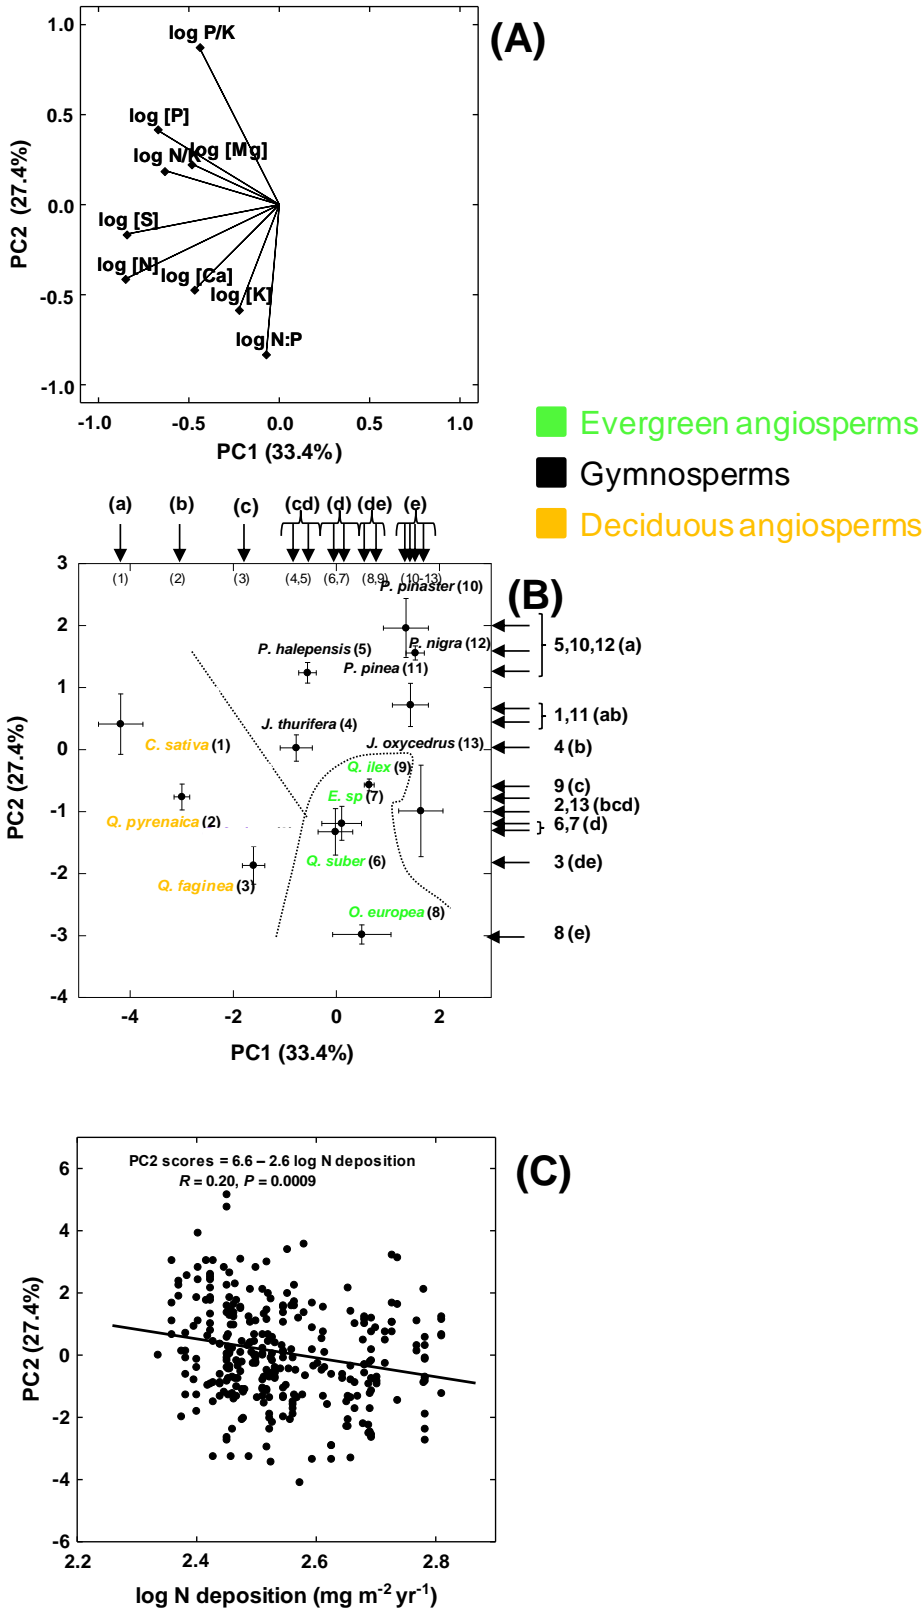 (A)
1.0
0.5
0.0
-0.5
-1.0
PC2 (27.4%)
log P/K
log [P]
log [Mg]
log N/K
log [S]
log [N]
log [Ca]
log [K]
log N:P
-1.0 -0.5 0.0 0.5 1.0
PC1 (33.4%)
Evergreen angiosperms
Gymnosperms
Deciduous angiosperms
(a) (b) (c) (cd) (d) (de) (e)
(1) (2) (3) (4,5) (6,7) (8,9) (10-13)
(B)
3
2
1
0
-1
-2
-3
-4
PC2 (27.4%)
P. pinaster (10)
P. nigra (12)
P. halepensis (5)
P. pinea (11)
J. thurifera (4)
C. sativa (1)
J. oxycedrus (13)
Q. ilex (9)
E. sp (7)
Q. pyrenaica (2)
Q. suber (6)
Q. faginea (3)
O. europea (8)
5,10,12 (a)
1,11 (ab)
4 (b)
9 (c)
2,13 (bcd)
6,7 (d)
3 (de)
8 (e)
-4 -2 0 2
PC1 (33.4%)
(C)
PC2 scores = 6.6 – 2.6 log N deposition
R = 0.20, P = 0.0009
6
4
2
0
-2
-4
-6
PC2 (27.4%)
2.2 2.4 2.6 2.8
log N deposition (mg m⁻² yr⁻¹)